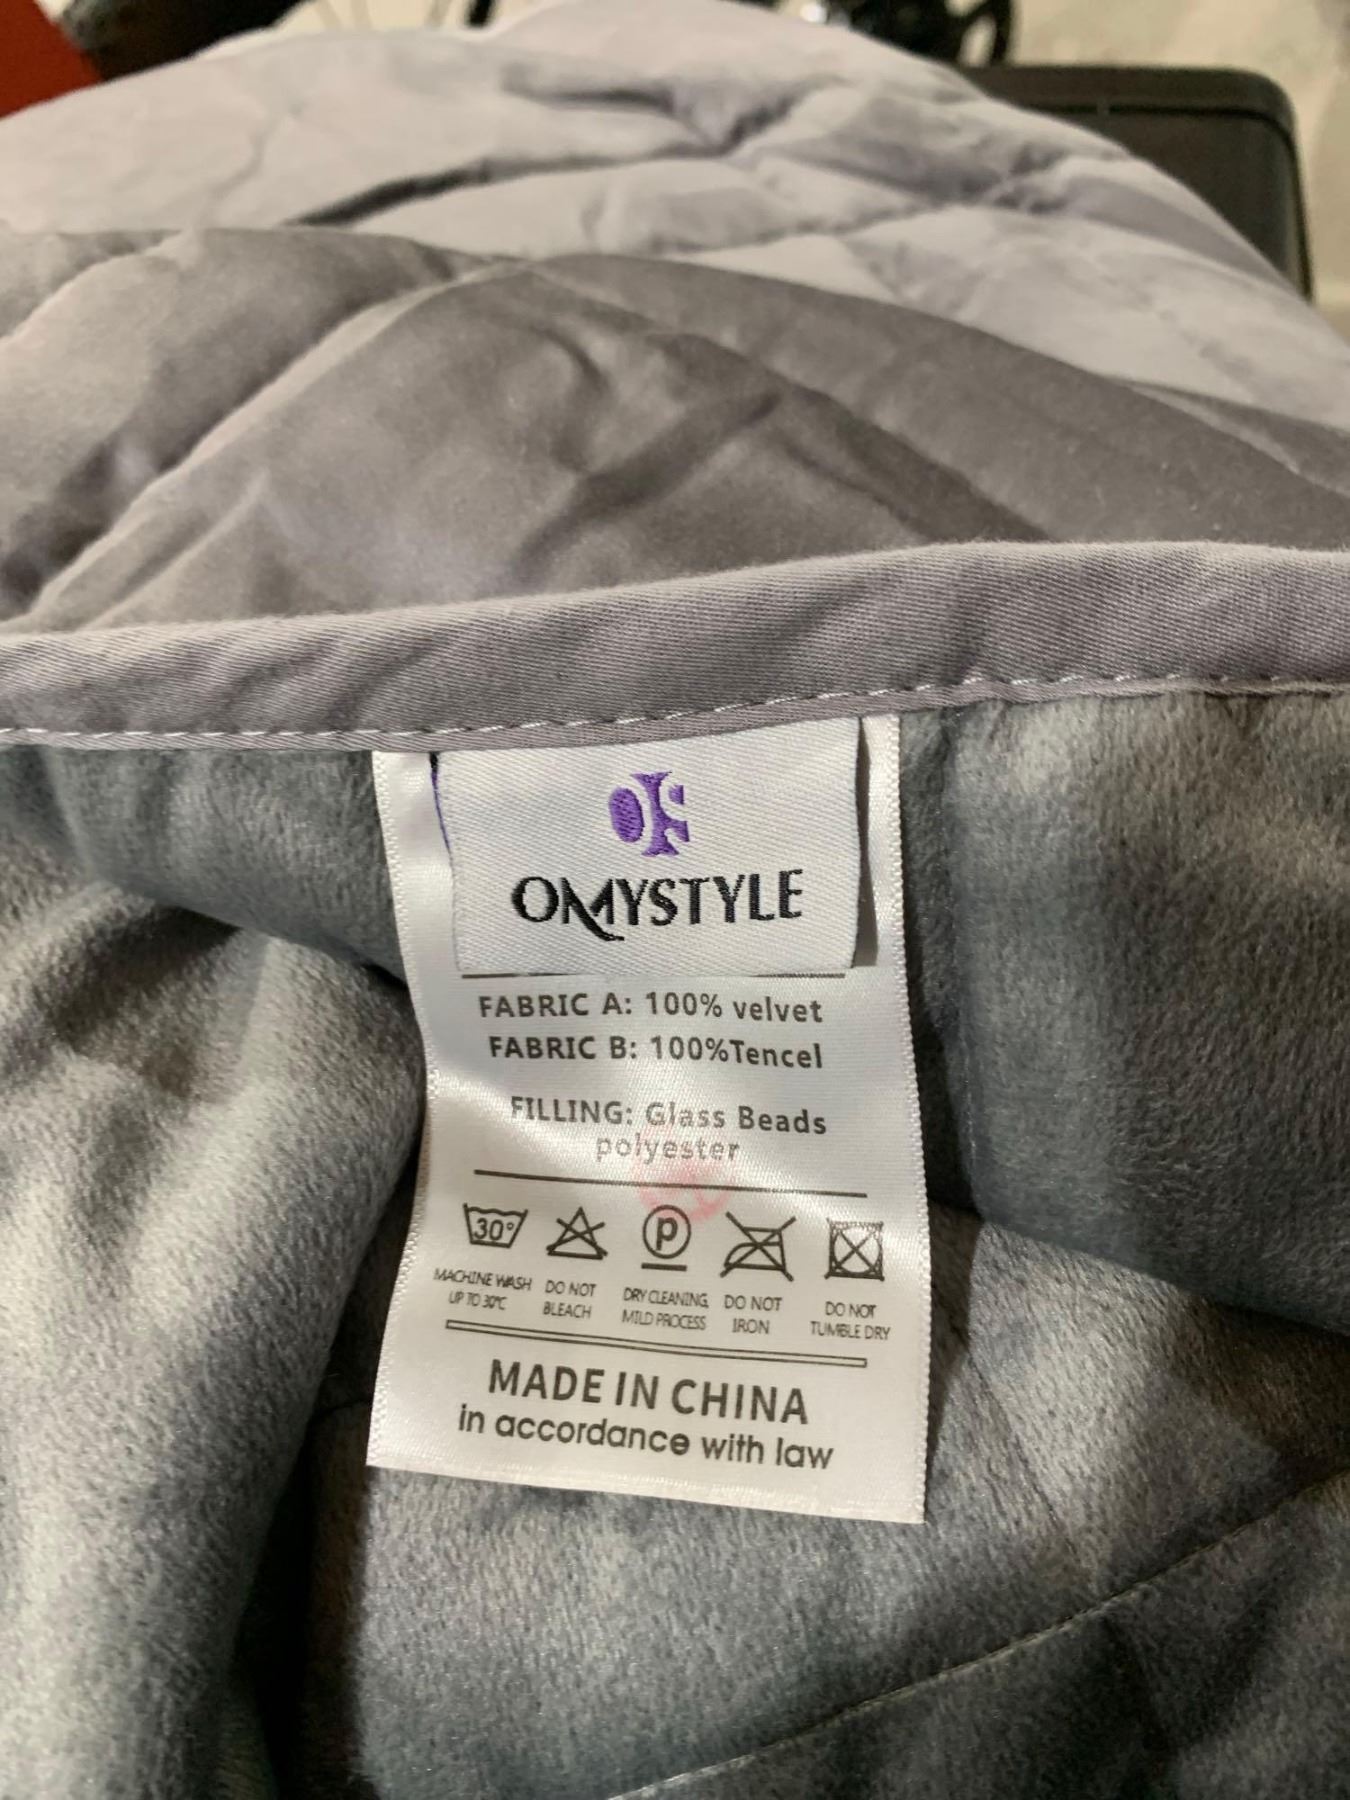 OMYSTYLE
FABRIC A: 100% velvet
FABRIC B: 100%Tencel
FILLING: Glass Beads
polyester
30° P
MACHINE WASH UP TO 30°C
DO NOT BLEACH
DRY CLEANING, MILD PROCESS
DO NOT IRON
DO NOT TUMBLE DRY
MADE IN CHINA
in accordance with law